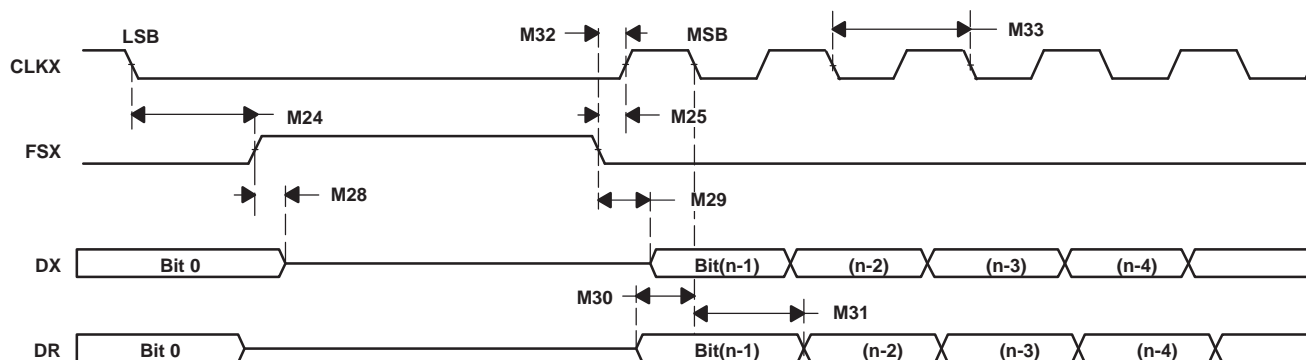 LSB
M32
MSB
M33
CLKX
M24
M25
FSX
M28
M29
DX
Bit 0
Bit(n-1)
(n-2)
(n-3)
(n-4)
M30
M31
DR
Bit 0
Bit(n-1)
(n-2)
(n-3)
(n-4)